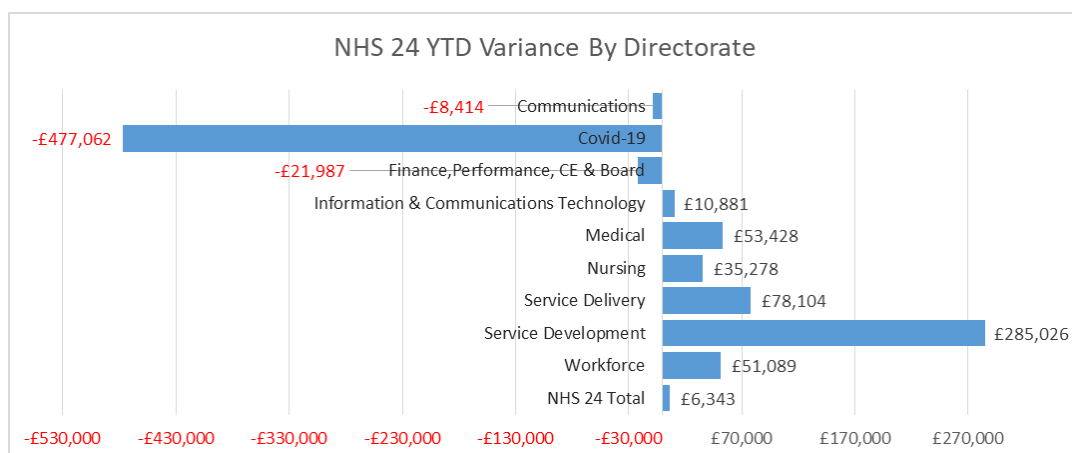 NHS 24 YTD Variance By Directorate
-£8,414 Communications
-£477,062 Covid-19
-£21,987 Finance,Performance, CE & Board
Information & Communications Technology £10,881
Medical £53,428
Nursing £35,278
Service Delivery £78,104
Service Development £285,026
Workforce £51,089
NHS 24 Total £6,343
-£530,000 -£430,000 -£330,000 -£230,000 -£130,000 -£30,000 £70,000 £170,000 £270,000